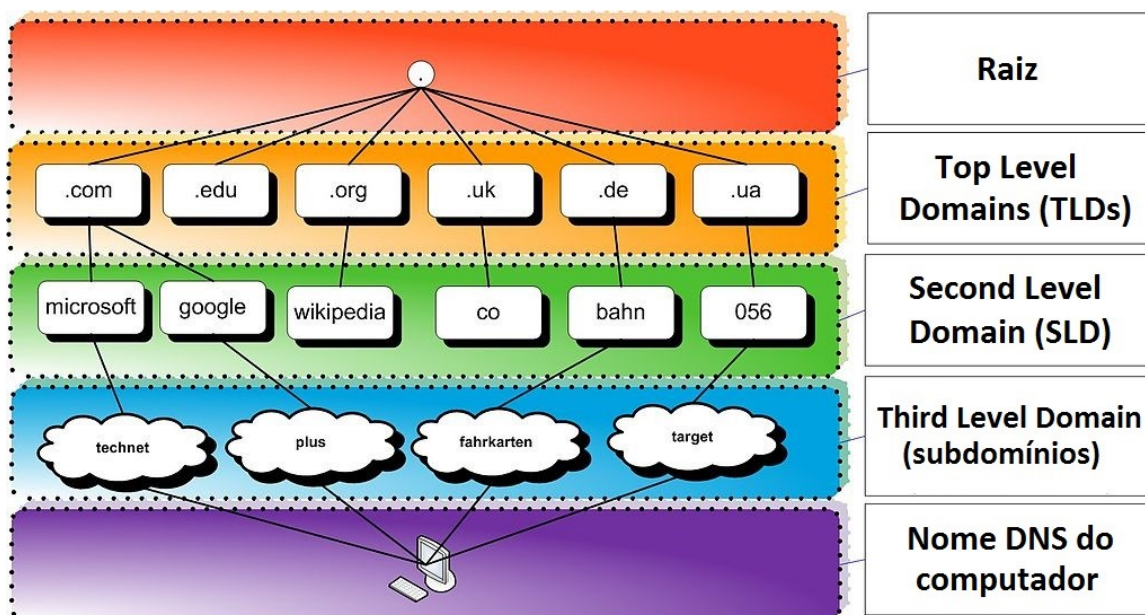 .
Raiz
.com
.edu
.org
.uk
.de
.ua
Top Level
Domains (TLDs)
microsoft
google
wikipedia
co
bahn
056
Second Level
Domain (SLD)
technet
plus
fahrkarten
target
Third Level Domain
(subdomínios)
Nome DNS do
computador